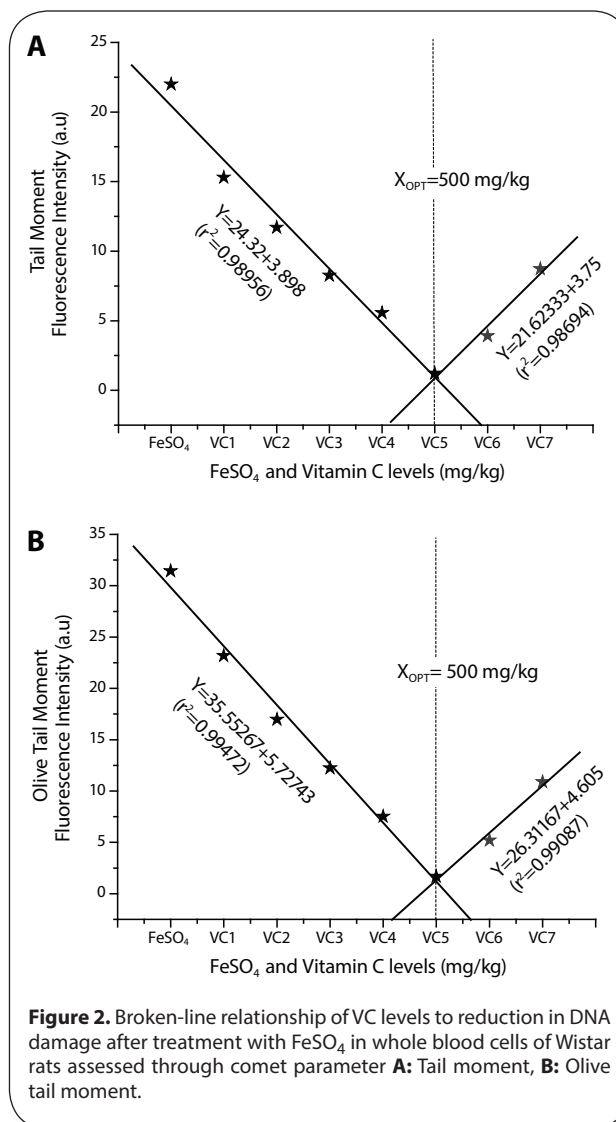 A
25
20
15
10
5
0
Tail Moment
Fluorescence Intensity (a.u)
X_OPT=500 mg/kg
Y=24.32+3.898
(r²=0.98956)
Y=21.62333+3.75
(r²=0.98694)
FeSO₄ VC1 VC2 VC3 VC4 VC5 VC6 VC7
FeSO₄ and Vitamin C levels (mg/kg)
B
35
30
25
20
15
10
5
0
Olive Tail Moment
Fluorescence Intensity (a.u)
X_OPT= 500 mg/kg
Y=35.55267+5.72743
(r²=0.99472)
Y=26.31167+4.605
(r²=0.99087)
FeSO₄ VC1 VC2 VC3 VC4 VC5 VC6 VC7
FeSO₄ and Vitamin C levels (mg/kg)
Figure 2. Broken-line relationship of VC levels to reduction in DNA
damage after treatment with FeSO₄ in whole blood cells of Wistar
rats assessed through comet parameter A: Tail moment, B: Olive
tail moment.